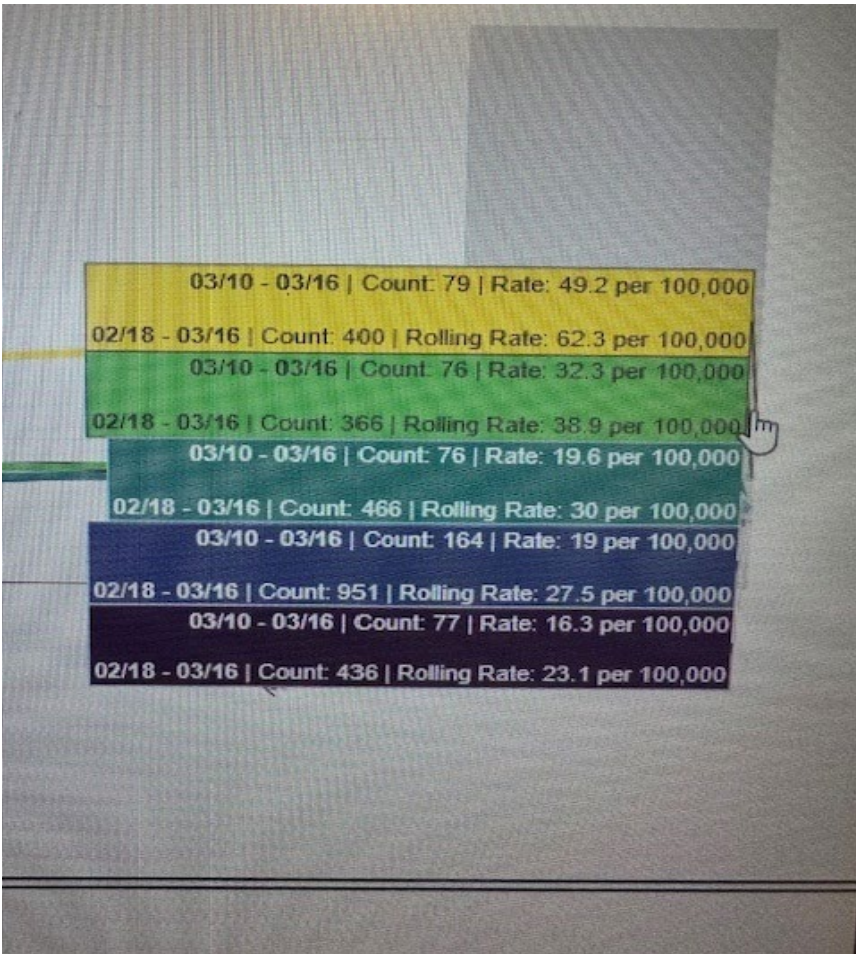 03/10 - 03/16 | Count: 79 | Rate: 49.2 per 100,000
02/18 - 03/16 | Count: 400 | Rolling Rate: 62.3 per 100,000
03/10 - 03/16 | Count: 76 | Rate: 32.3 per 100,000
02/18 - 03/16 | Count: 366 | Rolling Rate: 38.9 per 100,000
03/10 - 03/16 | Count: 76 | Rate: 19.6 per 100,000
02/18 - 03/16 | Count: 466 | Rolling Rate: 30 per 100,000
03/10 - 03/16 | Count: 164 | Rate: 19 per 100,000
02/18 - 03/16 | Count: 951 | Rolling Rate: 27.5 per 100,000
03/10 - 03/16 | Count: 77 | Rate: 16.3 per 100,000
02/18 - 03/16 | Count: 436 | Rolling Rate: 23.1 per 100,000